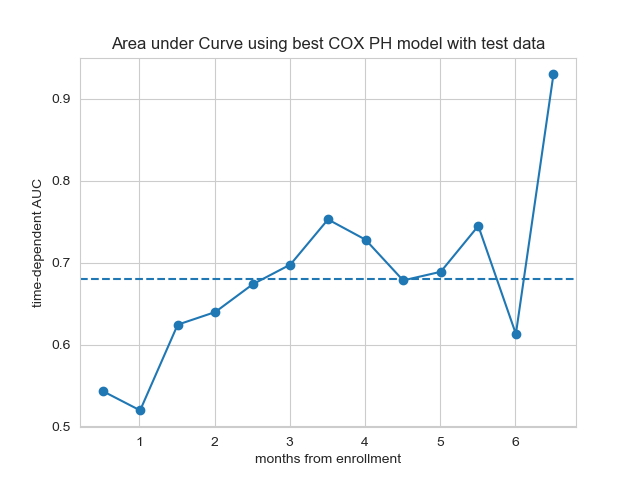 Area under Curve using best COX PH model with test data
time-dependent AUC
0.9
0.8
0.7
0.6
0.5
1 2 3 4 5 6
months from enrollment